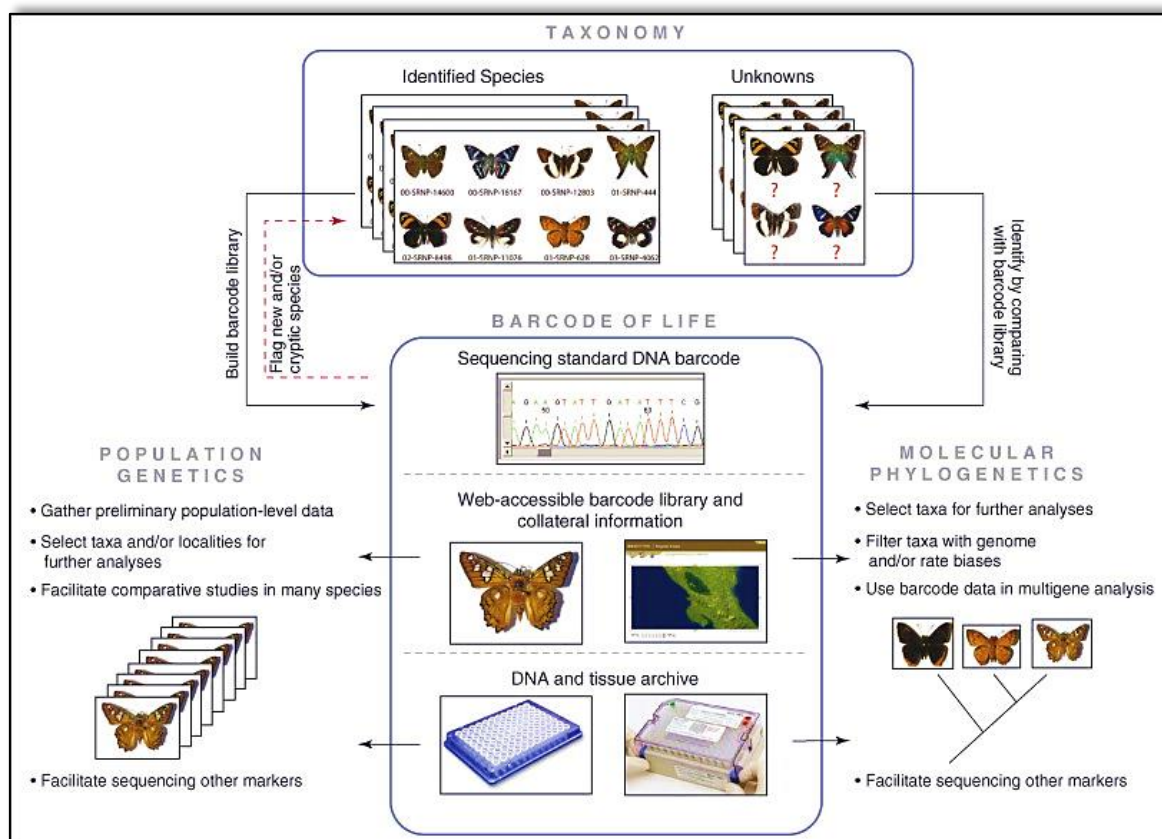 TAXONOMY
Identified Species
Unknowns
00-SRNP-14600 00-SRNP-16167 00-SRNP-12803 01-SRNP-444
02-SRNP-8498 01-SRNP-11076 01-SRNP-628 03-SRNP-4062
? ?
? ?
Build barcode library
Flag new and/or
cryptic species
Identify by comparing
with barcode library
BARCODE OF LIFE
Sequencing standard DNA barcode
A G A A G T A T T G A T A T T T C G
Web-accessible barcode library and
collateral information
DNA and tissue archive
POPULATION
GENETICS
• Gather preliminary population-level data
• Select taxa and/or localities for
further analyses
• Facilitate comparative studies in many species
• Facilitate sequencing other markers
MOLECULAR
PHYLOGENETICS
• Select taxa for further analyses
• Filter taxa with genome
and/or rate biases
• Use barcode data in multigene analysis
• Facilitate sequencing other markers